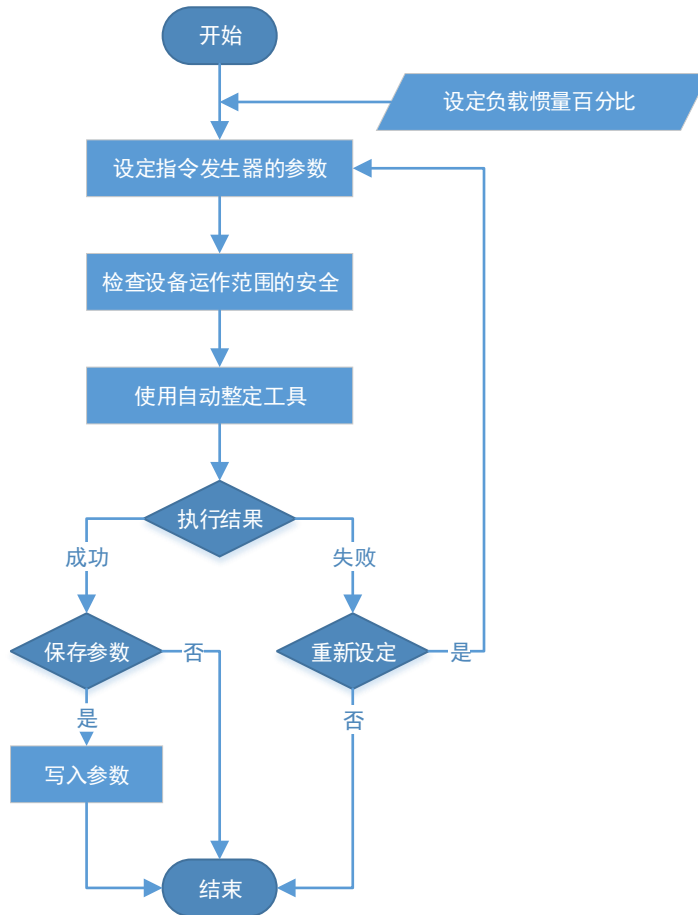 开始
设定负载惯量百分比
设定指令发生器的参数
检查设备运作范围的安全
使用自动整定工具
执行结果
成功
失败
保存参数
否
重新设定
是
是
否
写入参数
结束